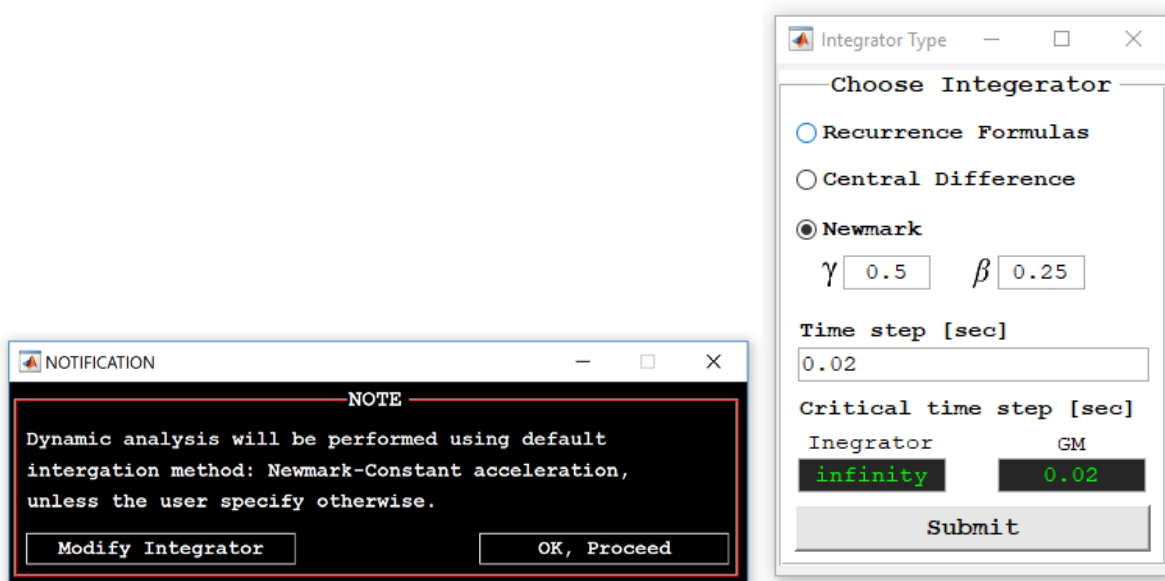 NOTIFICATION
NOTE
Dynamic analysis will be performed using default
intergation method: Newmark-Constant acceleration,
unless the user specify otherwise.
Modify Integrator
OK, Proceed
Integrator Type
Choose Integerator
Recurrence Formulas
Central Difference
Newmark
γ 0.5 β 0.25
Time step [sec]
0.02
Critical time step [sec]
Inegrator GM
infinity 0.02
Submit